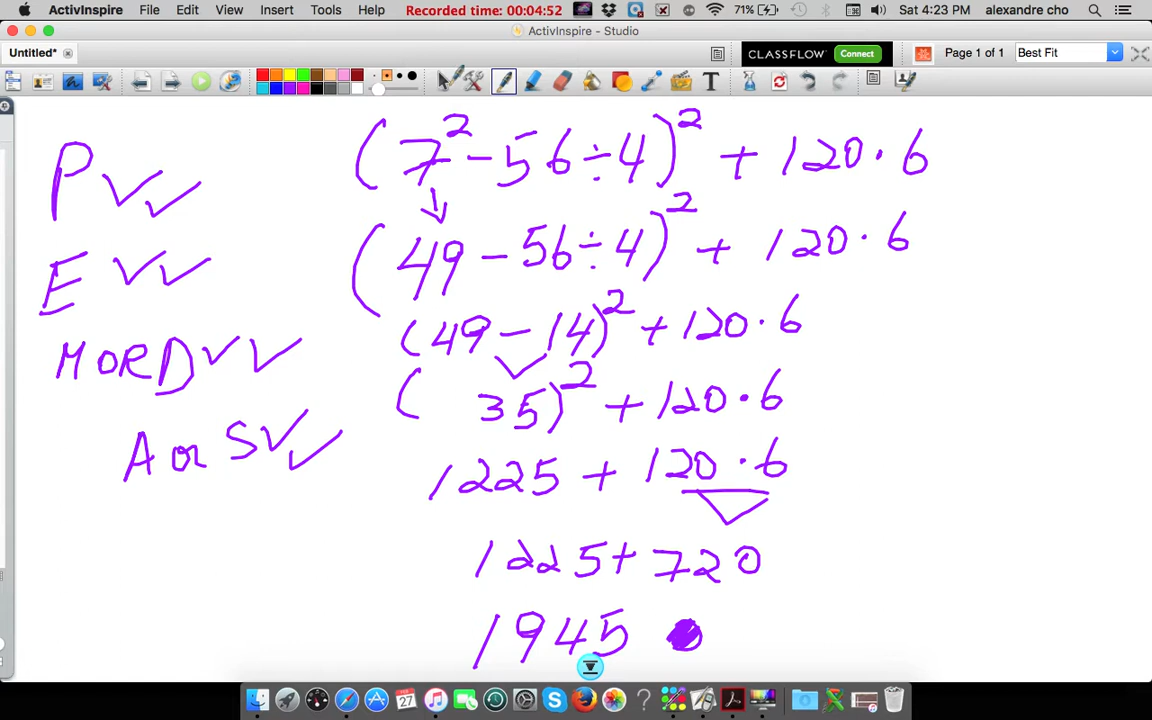 ActivInspire File Edit View Insert Tools Recorded time: 00:04:52 71% Sat 4:23 PM alexandre cho
ActivInspire - Studio
Untitled* CLASSFLOW Connect Page 1 of 1 Best Fit
T
(7² - 56 ÷ 4)² + 120 · 6
P ✓✓
(49 - 56 ÷ 4)² + 120 · 6
E ✓✓
(49 - 14)² + 120 · 6
M OR D ✓✓
( 35)² + 120 · 6
A or S ✓✓
1225 + 120 · 6
1225 + 720
1945
27